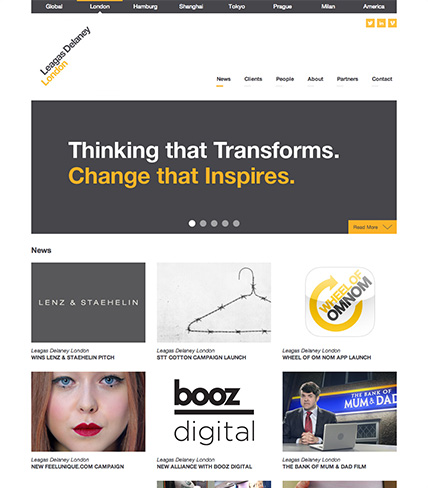 Global London Hamburg Shanghai Tokyo Prague Milan America
Leagas Delaney
London
News Clients People About Partners Contact
Thinking that Transforms.
Change that Inspires.
Read More
News
LENZ & STAEHELIN
WHEEL OF
OMNOM
Leagas Delaney London
WINS LENZ & STAEHELIN PITCH
Leagas Delaney London
STT COTTON CAMPAIGN LAUNCH
Leagas Delaney London
WHEEL OF OM NOM APP LAUNCH
booz
digital
THE BANK OF
MUM & DAD
Leagas Delaney London
NEW FEELUNIQUE.COM CAMPAIGN
Leagas Delaney London
NEW ALLIANCE WITH BOOZ DIGITAL
Leagas Delaney London
THE BANK OF MUM & DAD FILM